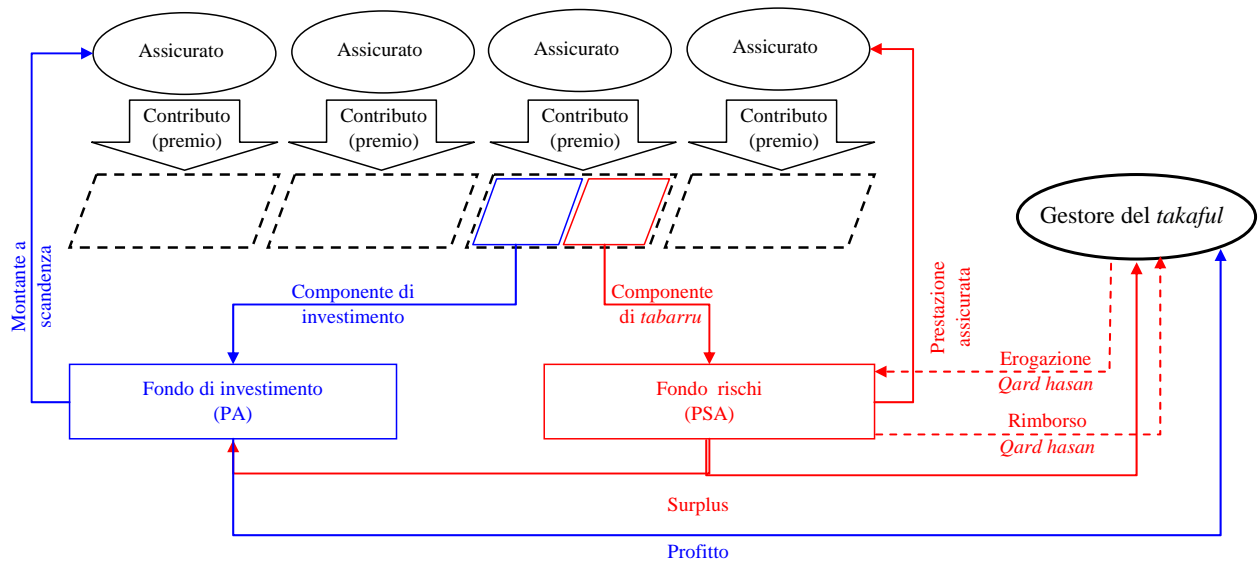 Assicurato
Assicurato
Assicurato
Assicurato
Contributo
(premio)
Contributo
(premio)
Contributo
(premio)
Contributo
(premio)
Gestore del takaful
Montante a
scandenza
Componente di
investimento
Componente
di tabarru
Prestazione
assicurata
Fondo di investimento
(PA)
Fondo rischi
(PSA)
Erogazione
Qard hasan
Rimborso
Qard hasan
Surplus
Profitto